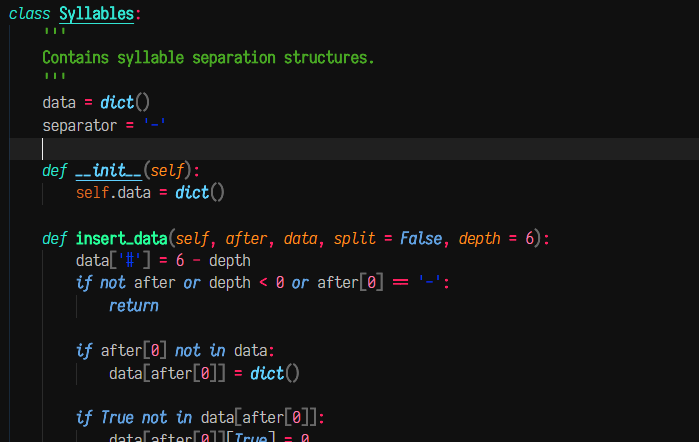 class Syllables:
    '''
    Contains syllable separation structures.
    '''
    data = dict()
    separator = '-'

    def __init__(self):
        self.data = dict()

    def insert_data(self, after, data, split = False, depth = 6):
        data['#'] = 6 - depth
        if not after or depth < 0 or after[0] == '-':
            return

        if after[0] not in data:
            data[after[0]] = dict()

        if True not in data[after[0]]:
            data[after[0]][True] = 0